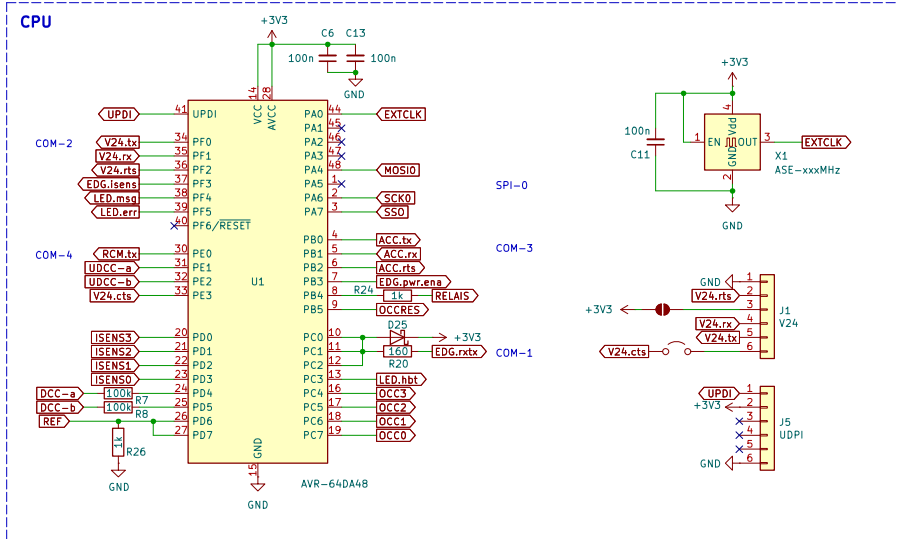 CPU
+3V3
C6 C13
100n 100n
GND
14 28
VCC AVCC
41 UPDI
UPDI
COM-2
V24.tx 34 PF0
V24.rx 35 PF1
V24.rts 36 PF2
EDG.isens 37 PF3
LED.msg 38 PF4
LED.err 39 PF5
40 PF6/RESET
COM-4
RCM.tx 30 PE0
UDCC-a 31 PE1
UDCC-b 32 PE2
V24.cts 33 PE3
U1
ISENS3 20 PD0
ISENS2 21 PD1
ISENS1 22 PD2
ISENS0 23 PD3
DCC-a 100k 24 PD4
R7
DCC-b 100k 25 PD5
R8
REF 26 PD6
27 PD7
1k
R26
GND
GND
15
GND
AVR-64DA48
PA0 44 EXTCLK
PA1 45
PA2 46
PA3 47
PA4 48 MOSI0
PA5 1
PA6 2 SCK0
PA7 3 SSO
SPI-0
PB0 4 ACC.tx
PB1 5 ACC.rx
PB2 6 ACC.rts
COM-3
PB3 7 EDG.pwr.ena
PB4 8 R24 1k RELAIS
PB5 9 OCCRES
D25
PC0 10 +3V3
PC1 11 160 EDG.rxtx
R20
COM-1
PC2 12
PC3 13 LED.hbt
PC4 16 OCC3
PC5 17 OCC2
PC6 18 OCC1
PC7 19 OCC0
+3V3
100n
C11
4
Vdd
1 EN OUT 3 EXTCLK
GND
2
X1
ASE-xxxMHz
GND
GND 1
V24.rts 2
+3V3 3
V24.rx 4
V24.tx 5
V24.cts 6
J1
V24
UPDI 1
+3V3 2
3
4
5
GND 6
J5
UDPI